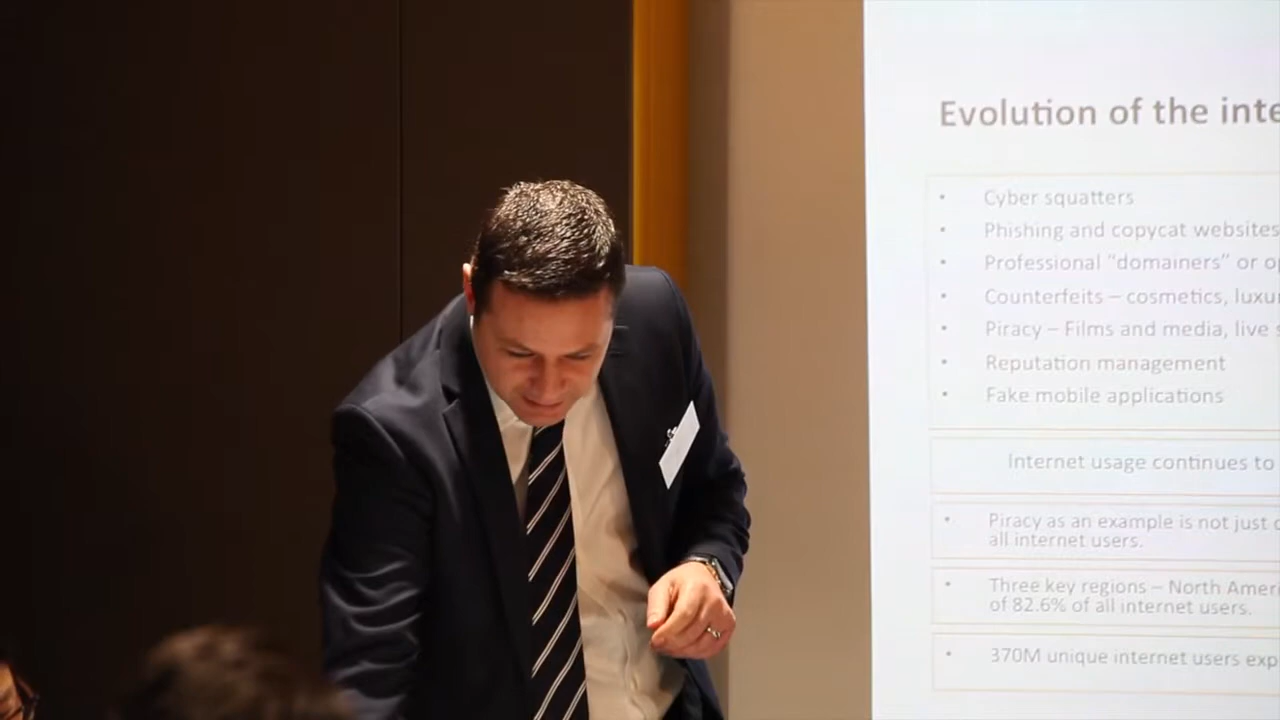 Evolution of the inte
• Cyber squatters
• Phishing and copycat websites
• Professional “domainers” or op
• Counterfeits – cosmetics, luxu
• Piracy – Films and media, live
• Reputation management
• Fake mobile applications
Internet usage continues to
• Piracy as an example is not just
all internet users.
• Three key regions – North Amer
of 82.6% of all internet users.
• 370M unique internet users exp